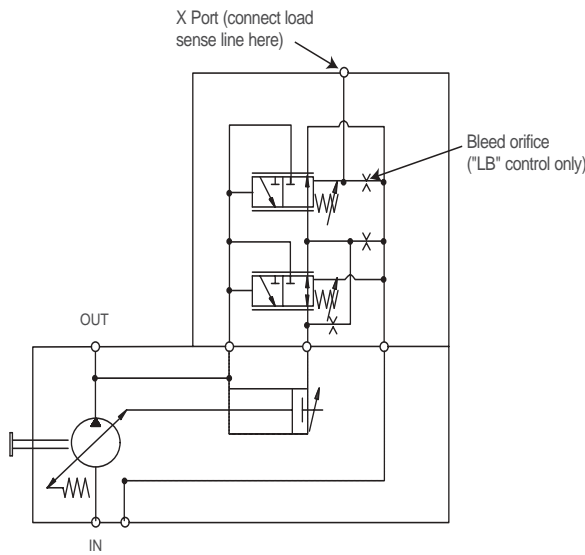 X Port (connect load
sense line here)
Bleed orifice
("LB" control only)
OUT
IN